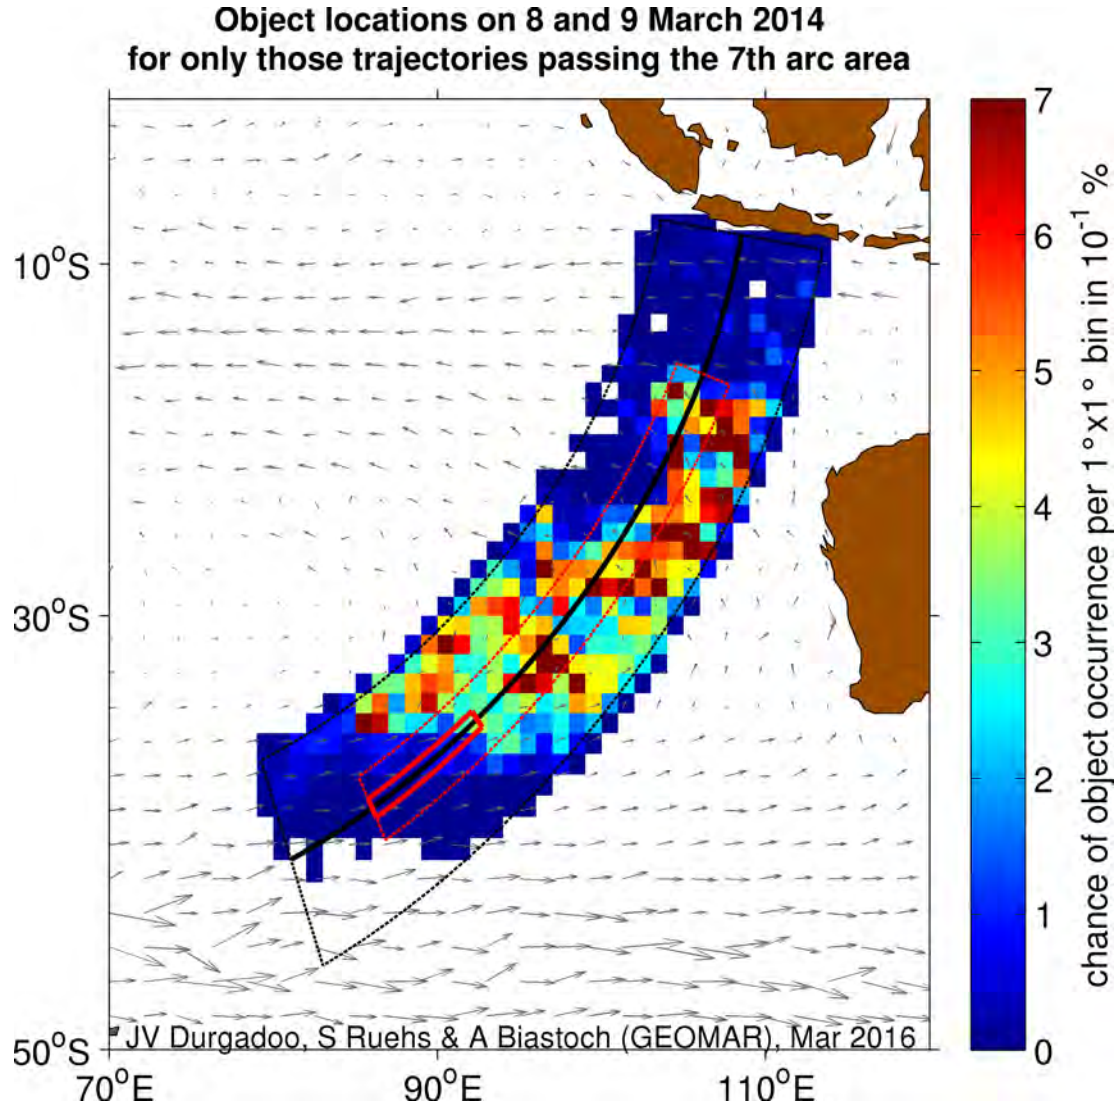 Object locations on 8 and 9 March 2014
for only those trajectories passing the 7th arc area
10°S
30°S
50°S
70°E
90°E
110°E
JV Durgadoo, S Ruehs & A Biastoch (GEOMAR), Mar 2016
7
6
5
4
3
2
1
0
chance of object occurrence per 1°x1° bin in 10⁻¹ %